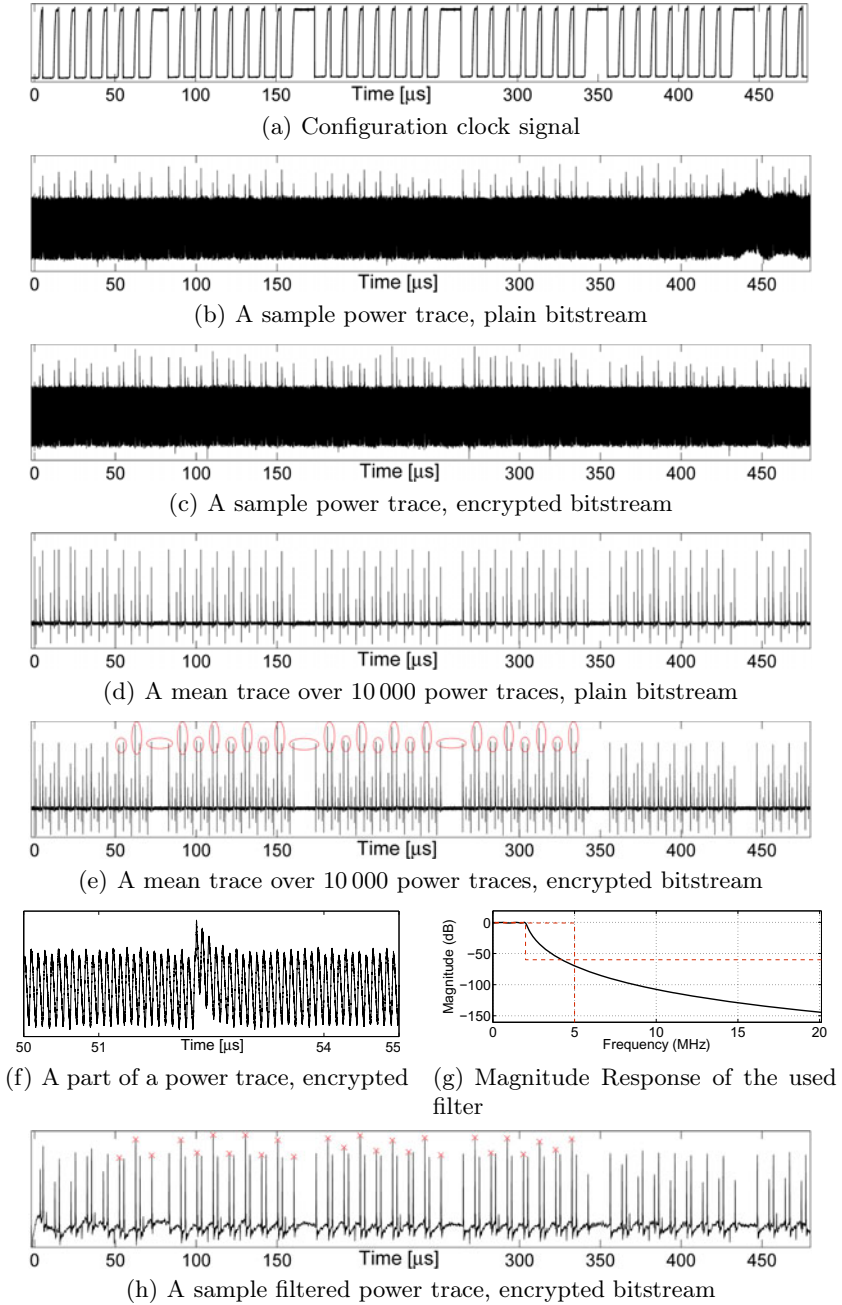 0 50 100 150 Time [µs] 300 350 400 450
(a) Configuration clock signal
0 50 100 150 Time [µs] 300 350 400 450
(b) A sample power trace, plain bitstream
0 50 100 150 Time [µs] 300 350 400 450
(c) A sample power trace, encrypted bitstream
0 50 100 150 Time [µs] 300 350 400 450
(d) A mean trace over 10 000 power traces, plain bitstream
0 50 100 150 Time [µs] 300 350 400 450
(e) A mean trace over 10 000 power traces, encrypted bitstream
50 51 Time [µs] 54 55
(f) A part of a power trace, encrypted
Magnitude (dB)
0
−50
−100
−150
0 5 10 15 20
Frequency (MHz)
(g) Magnitude Response of the used
filter
0 50 100 150 Time [µs] 300 350 400 450
(h) A sample filtered power trace, encrypted bitstream